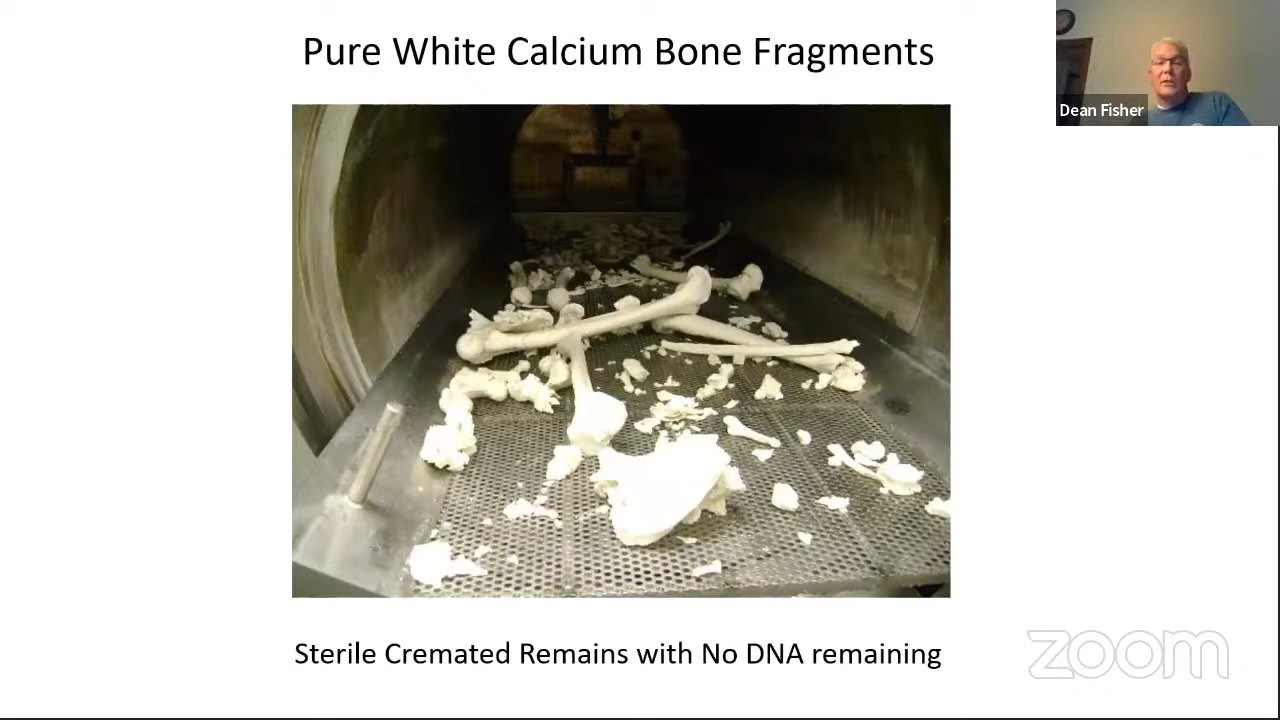 Pure White Calcium Bone Fragments
Dean Fisher
Sterile Cremated Remains with No DNA remaining
zoom